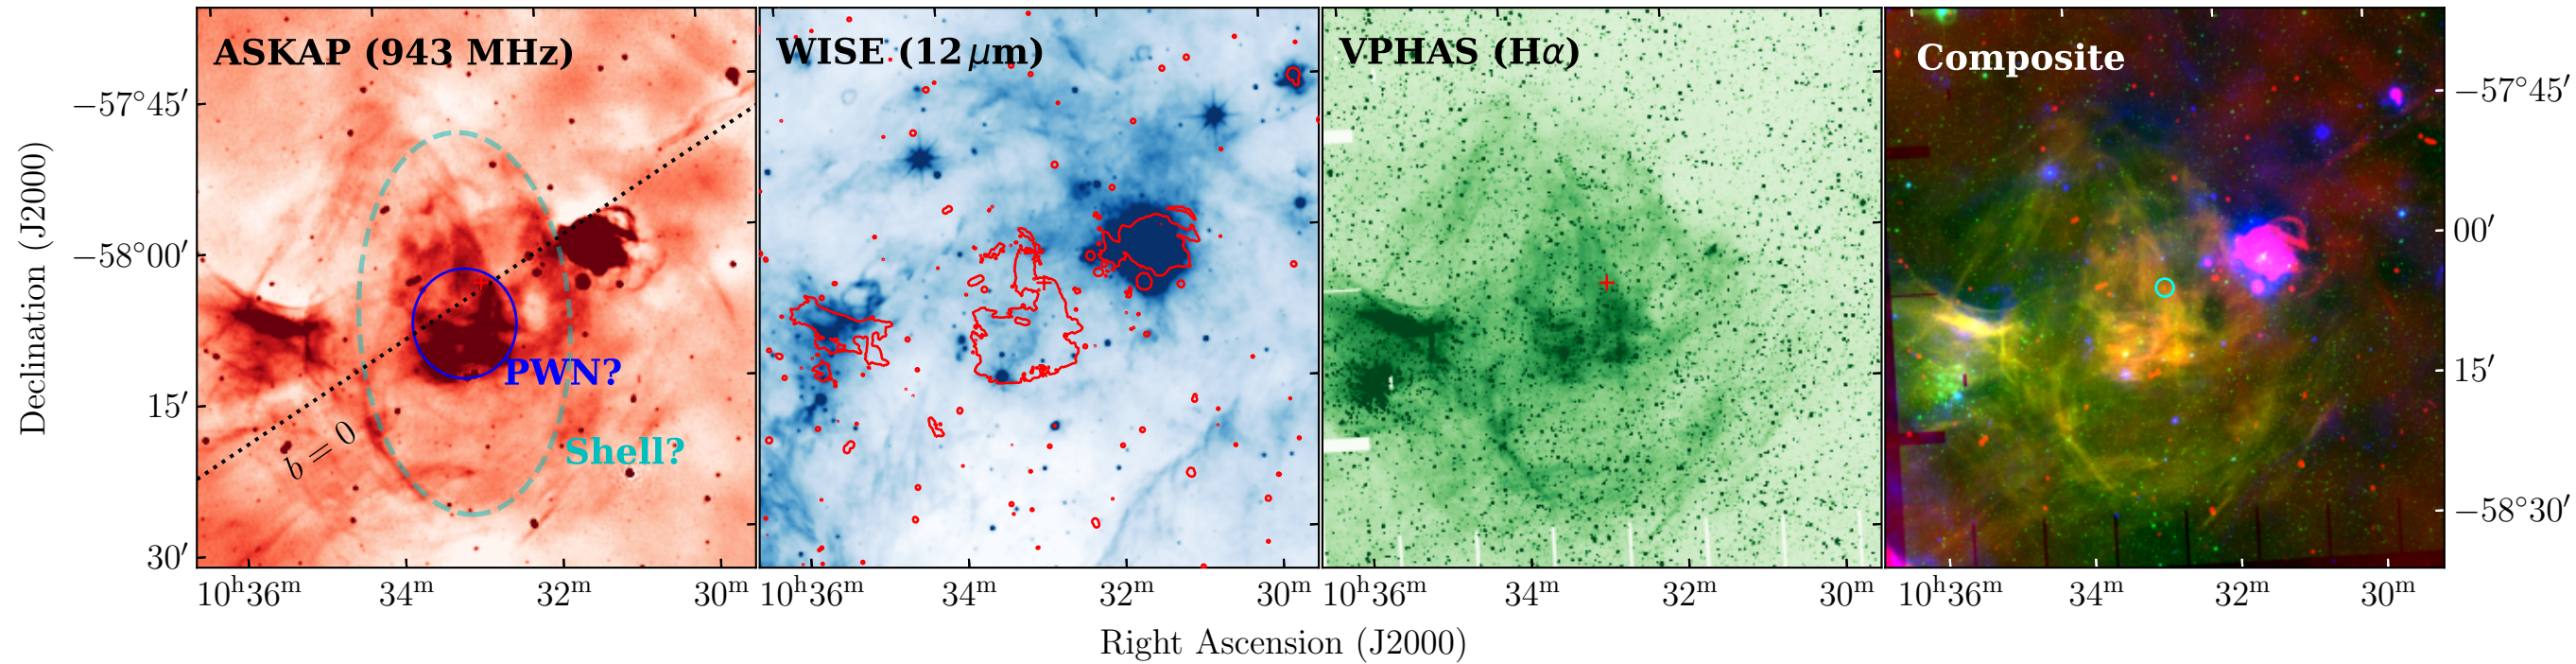 ASKAP (943 MHz)
WISE (12 μm)
VPHAS (Hα)
Composite
Declination (J2000)
−57°45′
−58°00′
15′
30′
PWN?
Shell?
b = 0
−57°45′
00′
15′
−58°30′
10ʰ36ᵐ 34ᵐ 32ᵐ 30ᵐ
10ʰ36ᵐ 34ᵐ 32ᵐ 30ᵐ
10ʰ36ᵐ 34ᵐ 32ᵐ 30ᵐ
10ʰ36ᵐ 34ᵐ 32ᵐ 30ᵐ
Right Ascension (J2000)